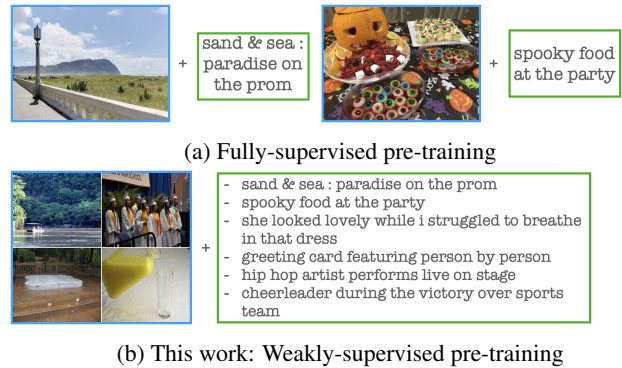 sand & sea :
paradise on
the prom
+
spooky food
at the party
+
(a) Fully-supervised pre-training
- sand & sea : paradise on the prom
- spooky food at the party
- she looked lovely while i struggled to breathe
in that dress
- greeting card featuring person by person
- hip hop artist performs live on stage
- cheerleader during the victory over sports
team
+
(b) This work: Weakly-supervised pre-training